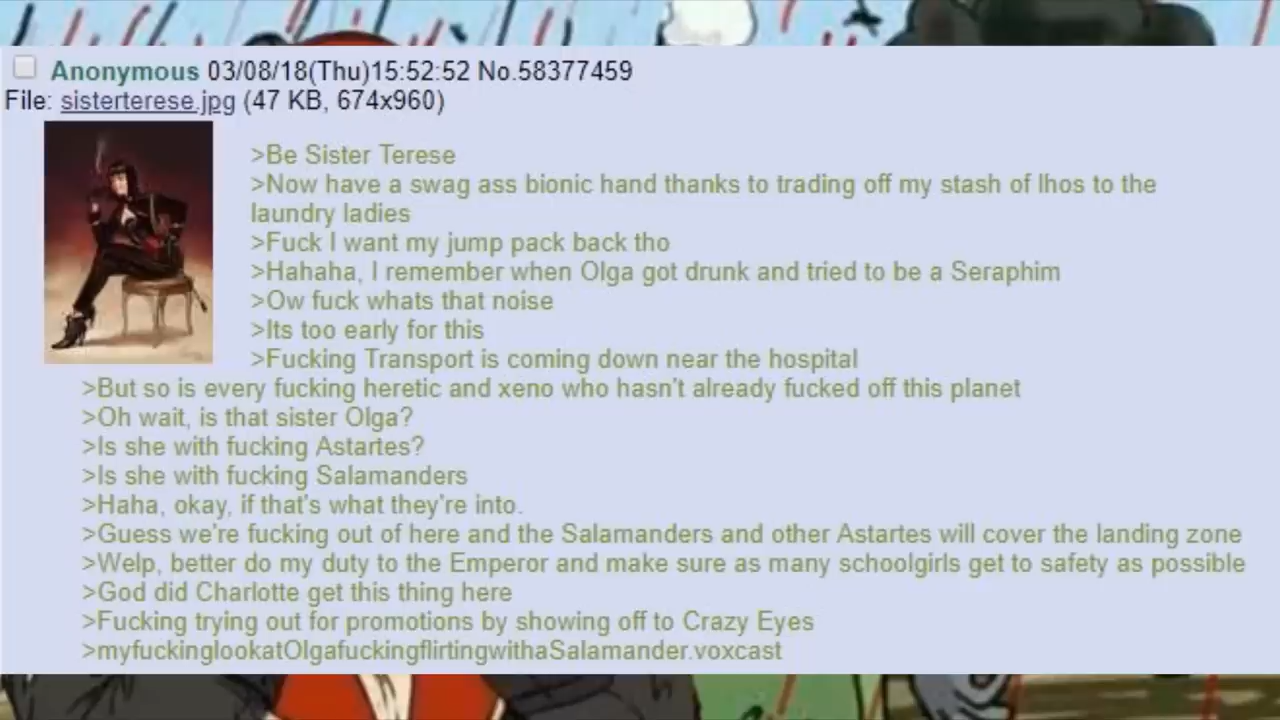 Anonymous 03/08/18(Thu)15:52:52 No.58377459
File: sisterterese.jpg (47 KB, 674x960)
>Be Sister Terese
>Now have a swag ass bionic hand thanks to trading off my stash of lhos to the
laundry ladies
>Fuck I want my jump pack back tho
>Hahaha, I remember when Olga got drunk and tried to be a Seraphim
>Ow fuck whats that noise
>Its too early for this
>Fucking Transport is coming down near the hospital
>But so is every fucking heretic and xeno who hasn't already fucked off this planet
>Oh wait, is that sister Olga?
>Is she with fucking Astartes?
>Is she with fucking Salamanders
>Haha, okay, if that's what they're into.
>Guess we're fucking out of here and the Salamanders and other Astartes will cover the landing zone
>Welp, better do my duty to the Emperor and make sure as many schoolgirls get to safety as possible
>God did Charlotte get this thing here
>Fucking trying out for promotions by showing off to Crazy Eyes
>myfuckinglookatOlgafuckingflirtingwithaSalamander.voxcast